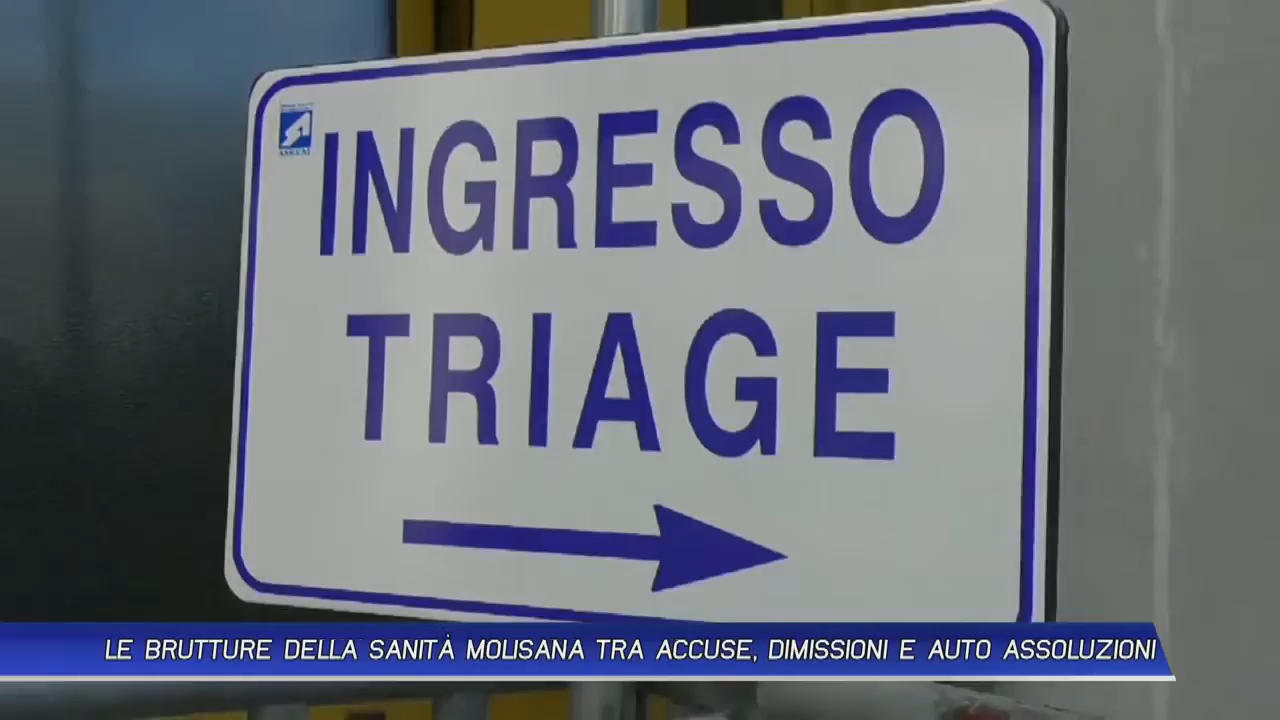 INGRESSO
TRIAGE
LE BRUTTURE DELLA SANITÀ MOLISANA TRA ACCUSE, DIMISSIONI E AUTO ASSOLUZIONI